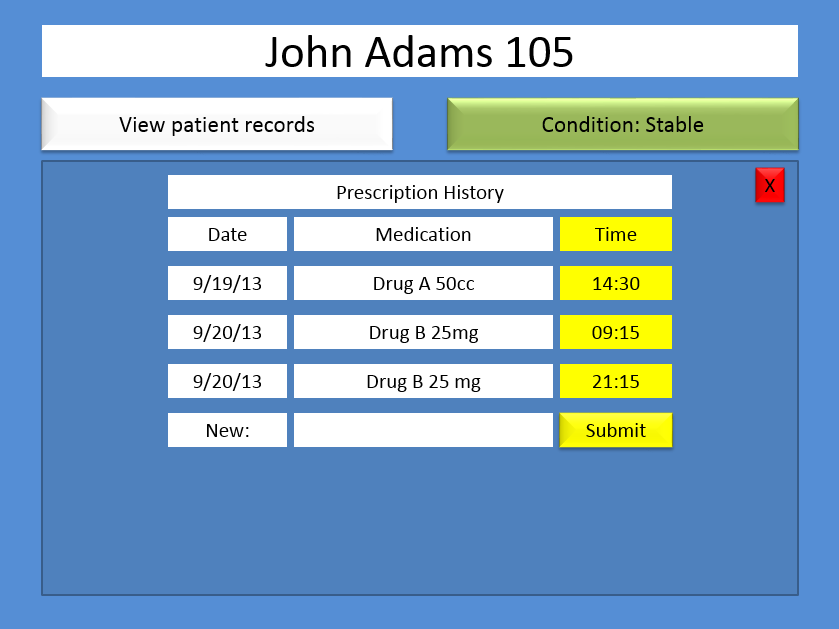 John Adams 105
View patient records
Condition: Stable
Prescription History
X
Date Medication Time
9/19/13 Drug A 50cc 14:30
9/20/13 Drug B 25mg 09:15
9/20/13 Drug B 25 mg 21:15
New: Submit